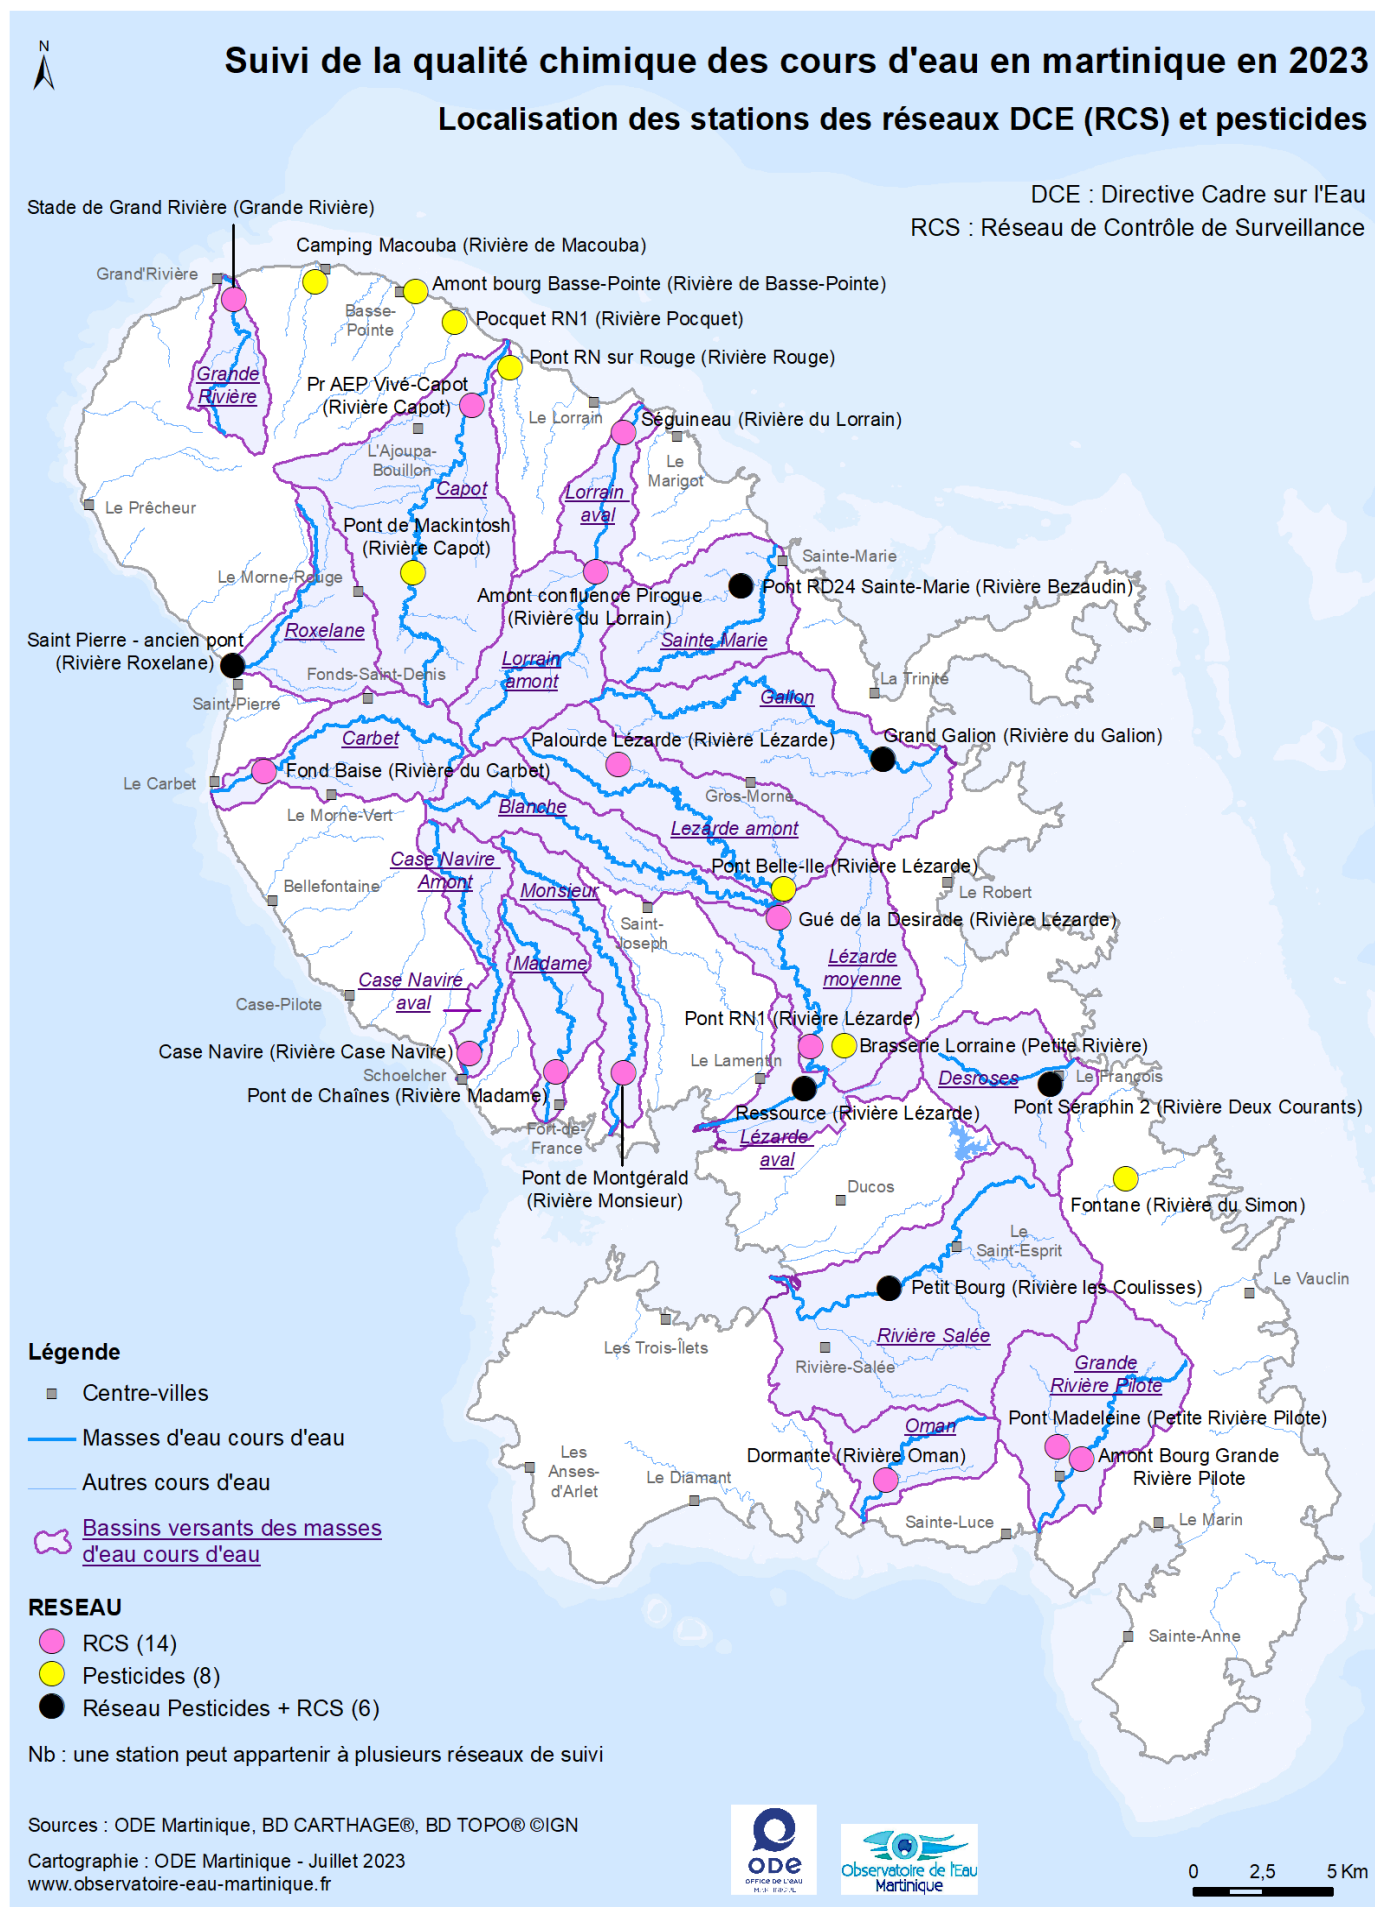 N
Suivi de la qualité chimique des cours d'eau en martinique en 2023
Localisation des stations des réseaux DCE (RCS) et pesticides
DCE : Directive Cadre sur l'Eau
RCS : Réseau de Contrôle de Surveillance
Stade de Grand Rivière (Grande Rivière)
Camping Macouba (Rivière de Macouba)
Grand'Rivière
Amont bourg Basse-Pointe (Rivière de Basse-Pointe)
Basse-
Pointe
Pocquet RN1 (Rivière Pocquet)
Pont RN sur Rouge (Rivière Rouge)
Grande
Rivière
Pr AEP Vivé-Capot
(Rivière Capot)
Le Lorrain
Séguineau (Rivière du Lorrain)
L'Ajoupa-
Bouillon
Le
Marigot
Capot
Lorrain
aval
Le Prêcheur
Pont de Mackintosh
(Rivière Capot)
Sainte-Marie
Le Morne-Rouge
Pont RD24 Sainte-Marie (Rivière Bezaudin)
Amont confluence Pirogue
(Rivière du Lorrain)
Roxelane
Sainte Marie
Saint Pierre - ancien pont
(Rivière Roxelane)
Lorrain
amont
Fonds-Saint-Denis
La Trinité
Saint-Pierre
Galion
Carbet
Palourde Lézarde (Rivière Lézarde)
Grand Galion (Rivière du Galion)
Fond Baise (Rivière du Carbet)
Le Carbet
Gros-Morne
Le Morne-Vert
Blanche
Lezarde amont
Case Navire
Amont
Pont Belle-Ile (Rivière Lézarde)
Bellefontaine
Monsieur
Le Robert
Saint-
Joseph
Gué de la Desirade (Rivière Lézarde)
Madame
Lézarde
moyenne
Case Navire
aval
Case-Pilote
Pont RN1 (Rivière Lézarde)
Case Navire (Rivière Case Navire)
Brasserie Lorraine (Petite Rivière)
Le Lamentin
Schoelcher
Desroses
Le François
Pont de Chaînes (Rivière Madame)
Ressource (Rivière Lézarde)
Pont Séraphin 2 (Rivière Deux Courants)
Fort-de-
France
Lézarde
aval
Pont de Montgérald
(Rivière Monsieur)
Ducos
Fontane (Rivière du Simon)
Le
Saint-Esprit
Le Vauclin
Petit Bourg (Rivière les Coulisses)
Rivière Salée
Les Trois-Îlets
Rivière-Salée
Grande
Rivière Pilote
Oman
Pont Madeleine (Petite Rivière Pilote)
Dormante (Rivière Oman)
Amont Bourg Grande
Rivière Pilote
Les
Anses-
d'Arlet
Le Diamant
Sainte-Luce
Le Marin
Sainte-Anne
Légende
Centre-villes
Masses d'eau cours d'eau
Autres cours d'eau
Bassins versants des masses
d'eau cours d'eau
RESEAU
RCS (14)
Pesticides (8)
Réseau Pesticides + RCS (6)
Nb : une station peut appartenir à plusieurs réseaux de suivi
Sources : ODE Martinique, BD CARTHAGE®, BD TOPO® ©IGN
Cartographie : ODE Martinique - Juillet 2023
www.observatoire-eau-martinique.fr
ODE
OFFICE DE L'EAU
Observatoire de l'Eau
Martinique
0 2,5 5 Km